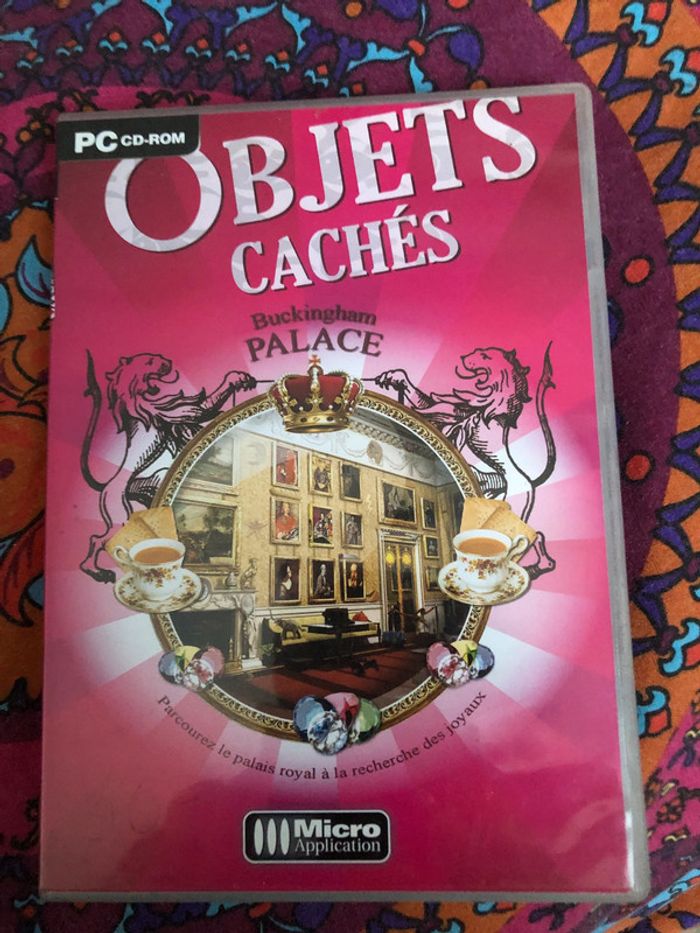 PC CD-ROM
OBJETS
CACHÉS
Buckingham
PALACE
Parcourez le palais royal à la recherche des joyaux
Micro
Application